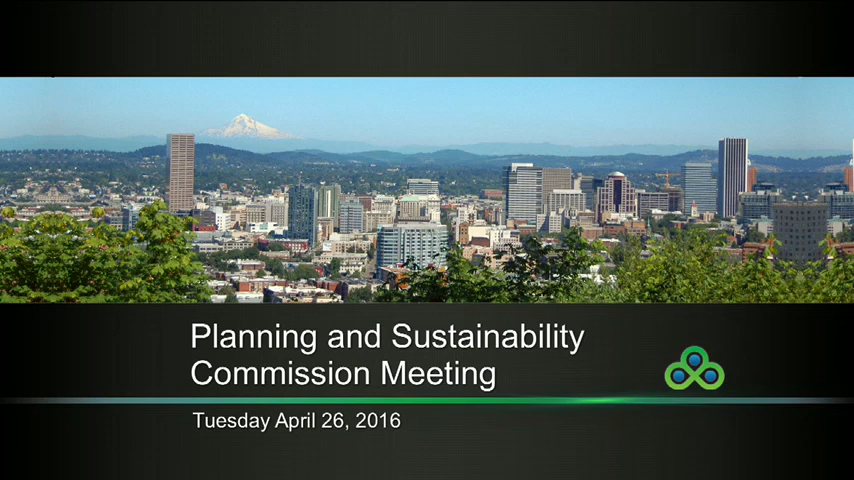 Planning and Sustainability
Commission Meeting
Tuesday April 26, 2016